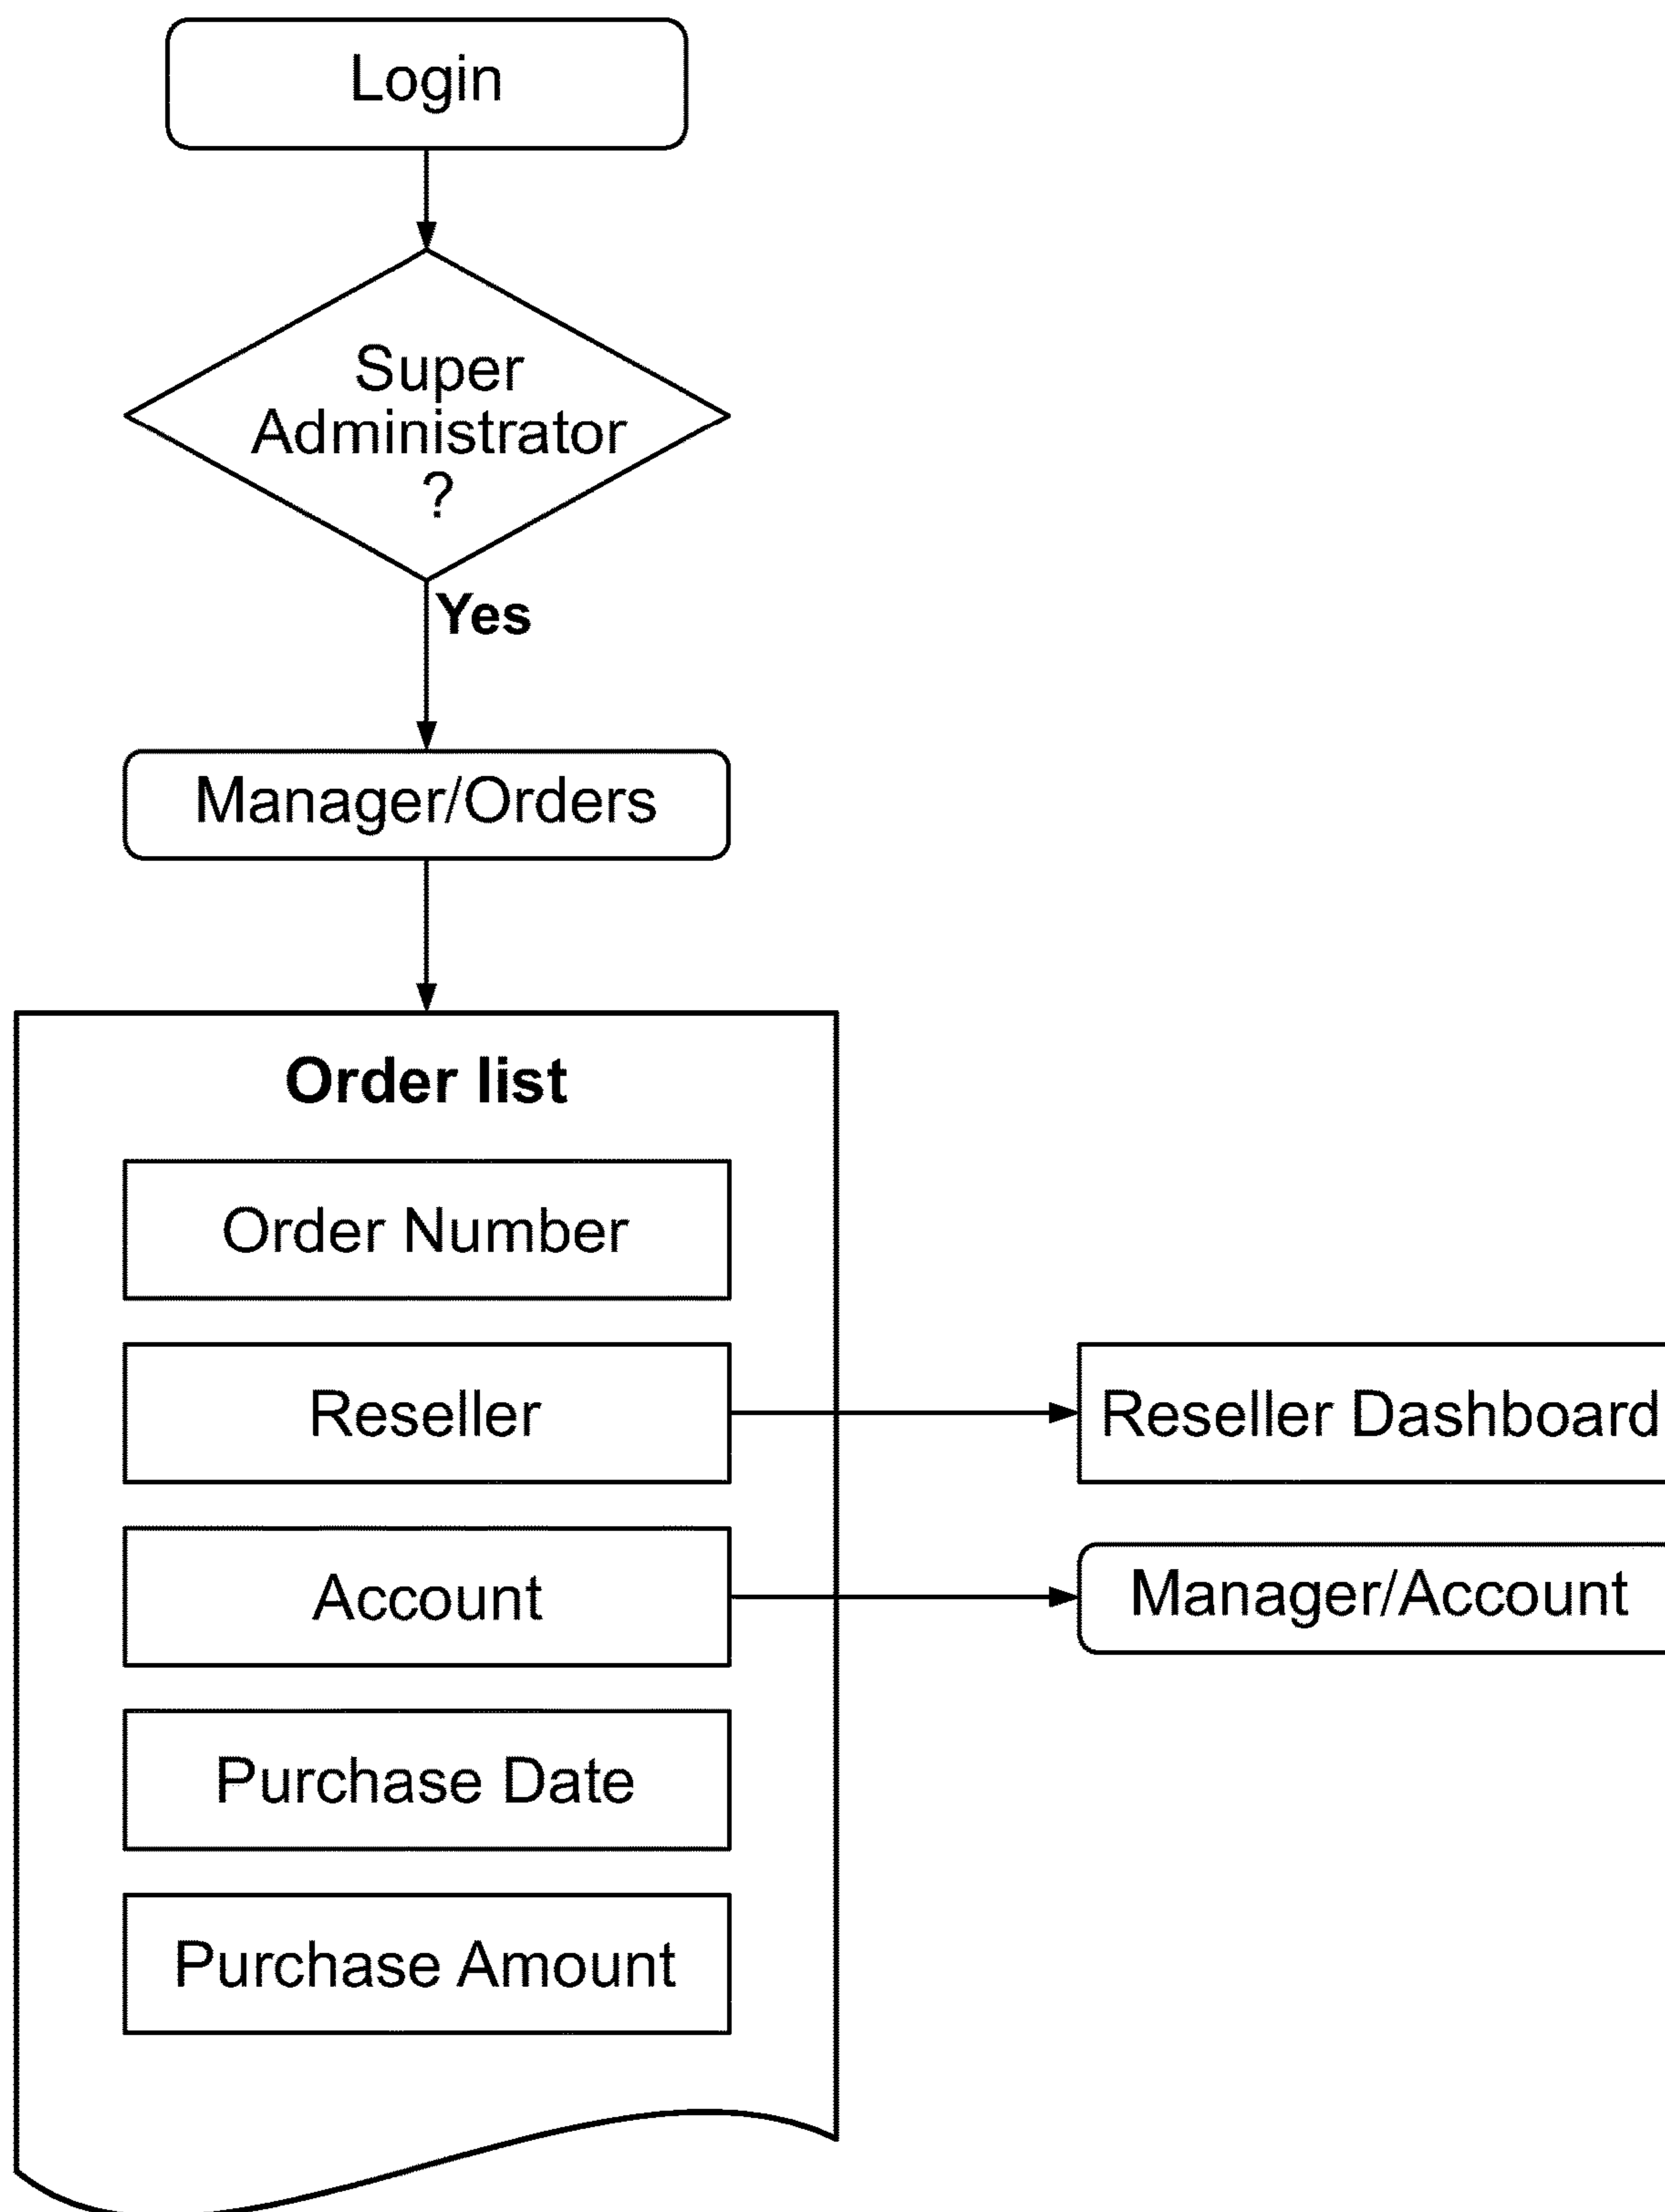 Login
Super
Administrator
?
Yes
Manager/Orders
Order list
Order Number
Reseller
Reseller Dashboard
Account
Manager/Account
Purchase Date
Purchase Amount